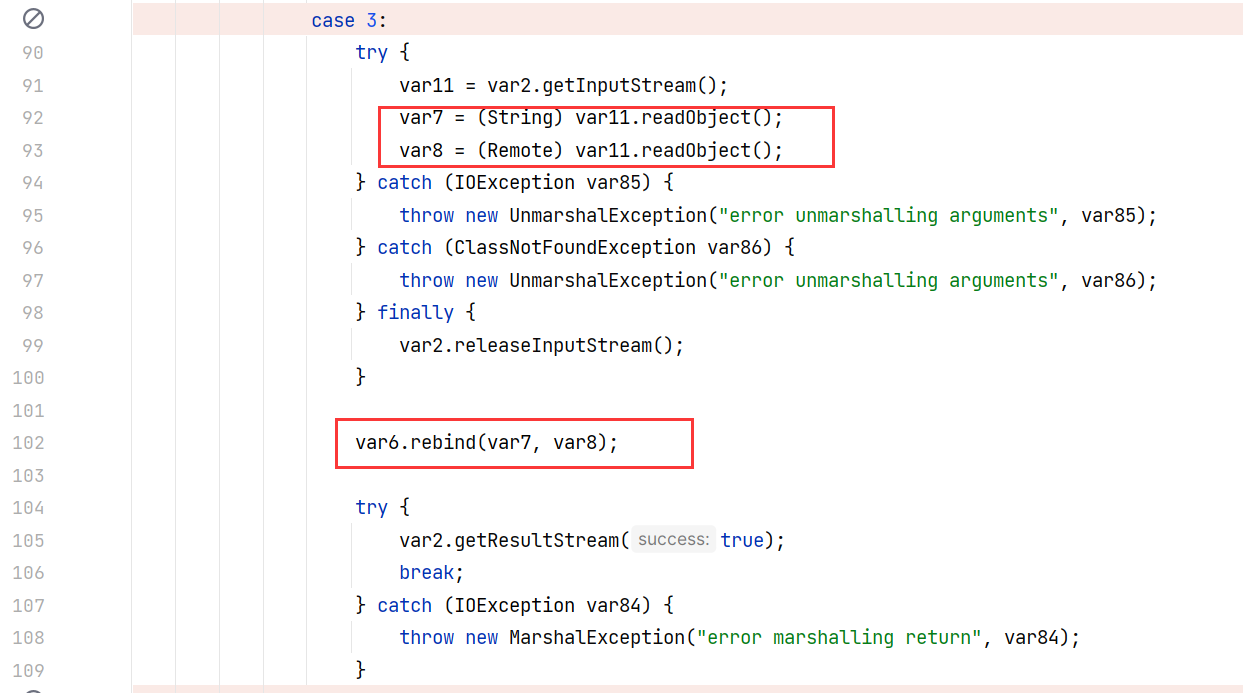 case 3:
90 try {
91 var11 = var2.getInputStream();
92 var7 = (String) var11.readObject();
93 var8 = (Remote) var11.readObject();
94 } catch (IOException var85) {
95 throw new UnmarshalException("error unmarshalling arguments", var85);
96 } catch (ClassNotFoundException var86) {
97 throw new UnmarshalException("error unmarshalling arguments", var86);
98 } finally {
99 var2.releaseInputStream();
100 }
101
102 var6.rebind(var7, var8);
103
104 try {
105 var2.getResultStream( success: true);
106 break;
107 } catch (IOException var84) {
108 throw new MarshalException("error marshalling return", var84);
109 }